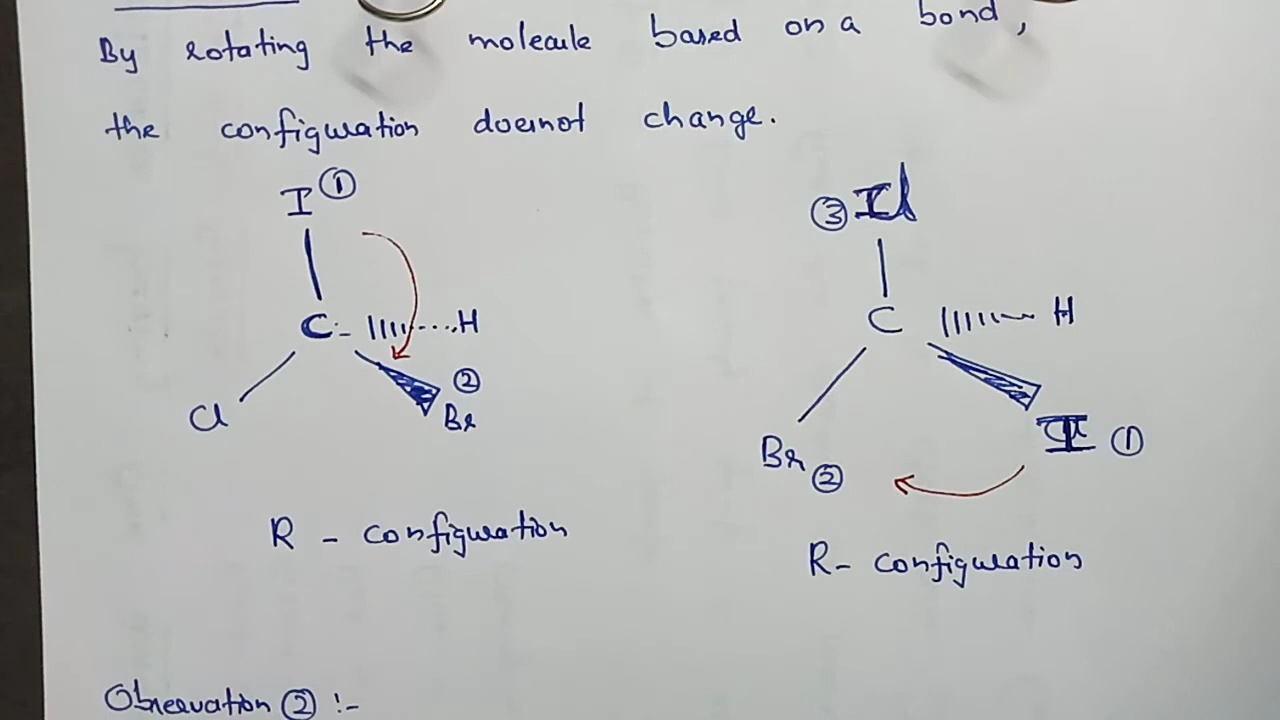 By rotating the molecule based on a bond,
the configuration doesnot change.
I ①
C H
②
Cl Br
R - configuration
③ Cl
C H
Br ② I ①
R - configuration
Observation ② :-